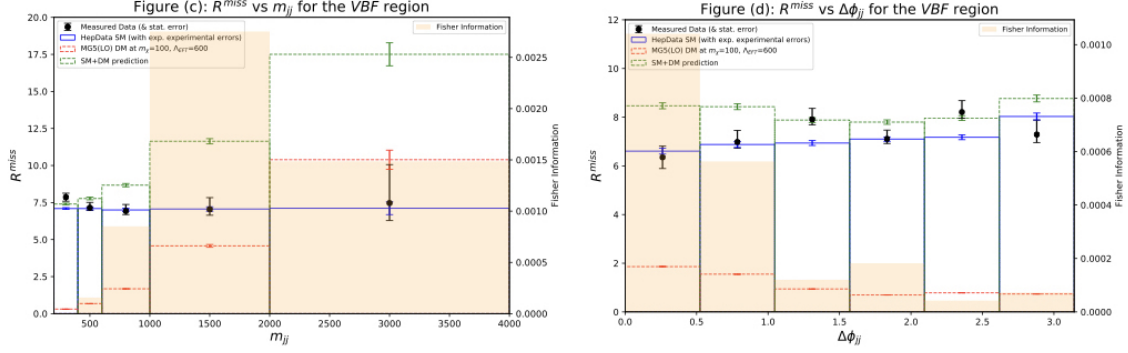 Figure (c): R^miss vs m_jj for the VBF region
Measured Data (& stat. error)
HepData SM (with exp. experimental errors)
MG5(LO) DM at m_χ=100, Λ_EFT=600
SM+DM prediction
Fisher Information
20.0
17.5
15.0
12.5
10.0
7.5
5.0
2.5
0.0
R^miss
500
1000
1500
2000
2500
3000
3500
4000
m_jj
0.0025
0.0020
0.0015
0.0010
0.0005
0.0000
Fisher Information
Figure (d): R^miss vs Δϕ_jj for the VBF region
Measured Data (& stat. error)
HepData SM (with exp. experimental errors)
MG5(LO) DM at m_χ=100, Λ_EFT=600
SM+DM prediction
Fisher Information
12
10
8
6
4
2
0
R^miss
0.0
0.5
1.0
1.5
2.0
2.5
3.0
Δϕ_jj
0.0010
0.0008
0.0006
0.0004
0.0002
0.0000
Fisher Information